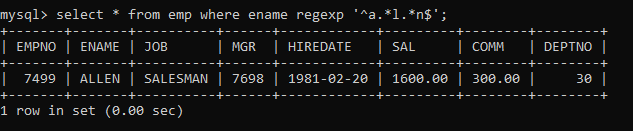 mysql> select * from emp where ename regexp '^a.*l.*n$';
+-------+-------+----------+------+------------+---------+--------+--------+
| EMPNO | ENAME | JOB      | MGR  | HIREDATE   | SAL     | COMM   | DEPTNO |
+-------+-------+----------+------+------------+---------+--------+--------+
|  7499 | ALLEN | SALESMAN | 7698 | 1981-02-20 | 1600.00 | 300.00 |     30 |
+-------+-------+----------+------+------------+---------+--------+--------+
1 row in set (0.00 sec)